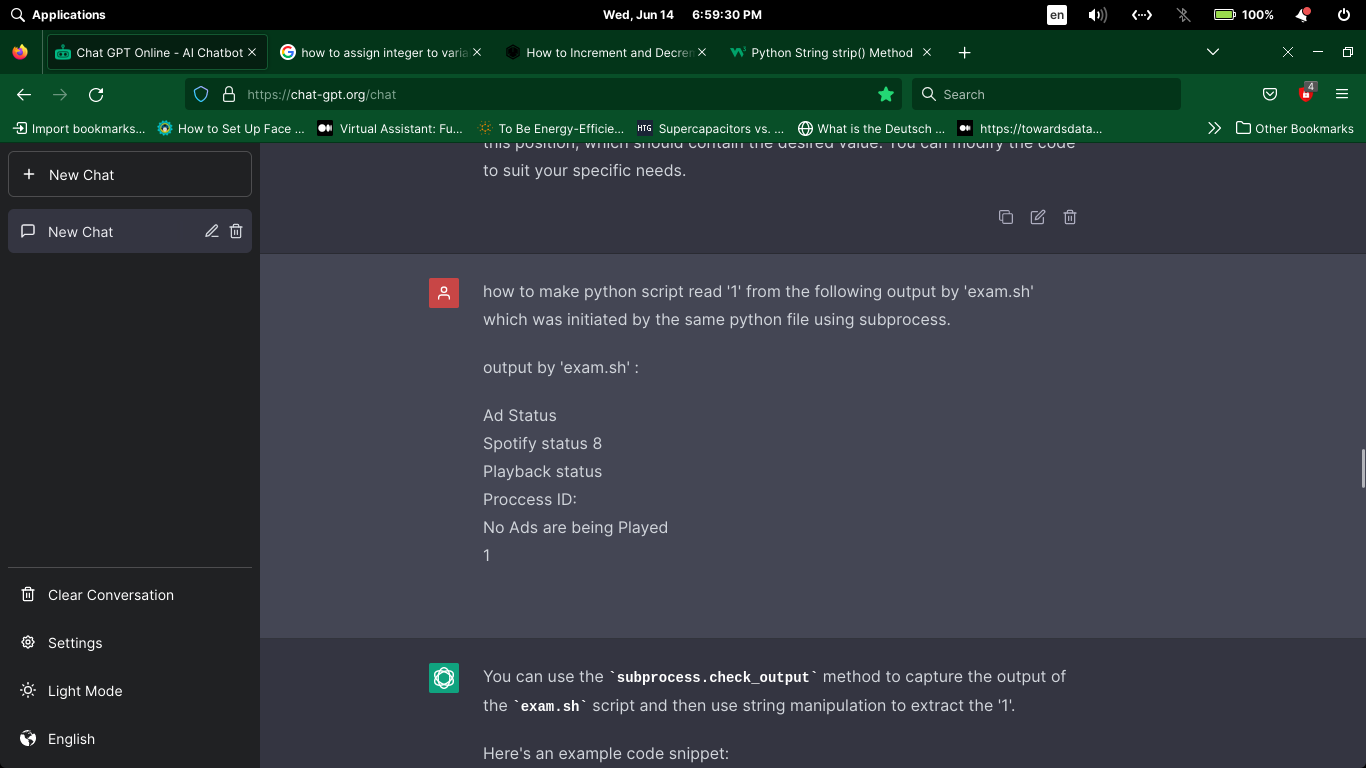 Applications
Wed, Jun 14 6:59:30 PM
en
100%
Chat GPT Online - AI Chatbot
how to assign integer to varia
How to Increment and Decre
Python String strip() Method
https://chat-gpt.org/chat
Search
4
Import bookmarks...
How to Set Up Face ...
Virtual Assistant: Fu...
To Be Energy-Efficie...
HTG
Supercapacitors vs. ...
What is the Deutsch ...
https://towardsdata...
Other Bookmarks
New Chat
New Chat
Clear Conversation
Settings
Light Mode
English
this position, which should contain the desired value. You can modify the code
to suit your specific needs.
how to make python script read '1' from the following output by 'exam.sh'
which was initiated by the same python file using subprocess.
output by 'exam.sh' :
Ad Status
Spotify status 8
Playback status
Proccess ID:
No Ads are being Played
1
You can use the `subprocess.check_output` method to capture the output of
the `exam.sh` script and then use string manipulation to extract the '1'.
Here's an example code snippet: